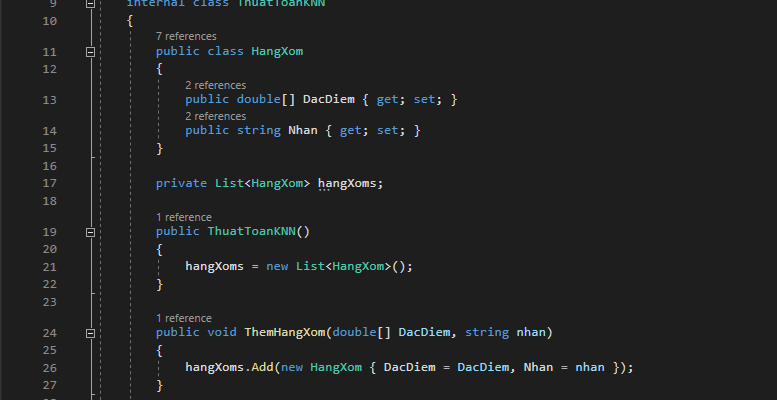 9 internal class ThuatToanKNN
10 {
7 references
11 public class HangXom
12 {
2 references
13 public double[] DacDiem { get; set; }
2 references
14 public string Nhan { get; set; }
15 }
16
17 private List<HangXom> hangXoms;
18
1 reference
19 public ThuatToanKNN()
20 {
21 hangXoms = new List<HangXom>();
22 }
23
1 reference
24 public void ThemHangXom(double[] DacDiem, string nhan)
25 {
26 hangXoms.Add(new HangXom { DacDiem = DacDiem, Nhan = nhan });
27 }